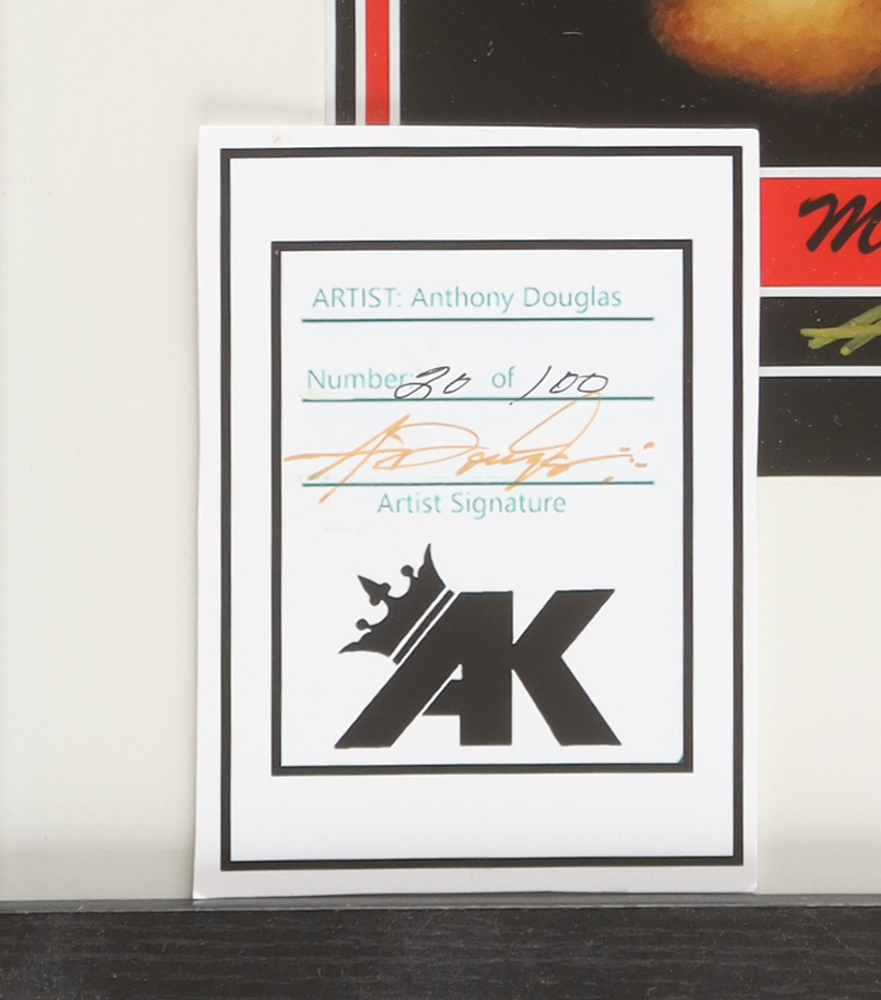 ARTIST: Anthony Douglas
Number: 20 of 100
Artist Signature
AK